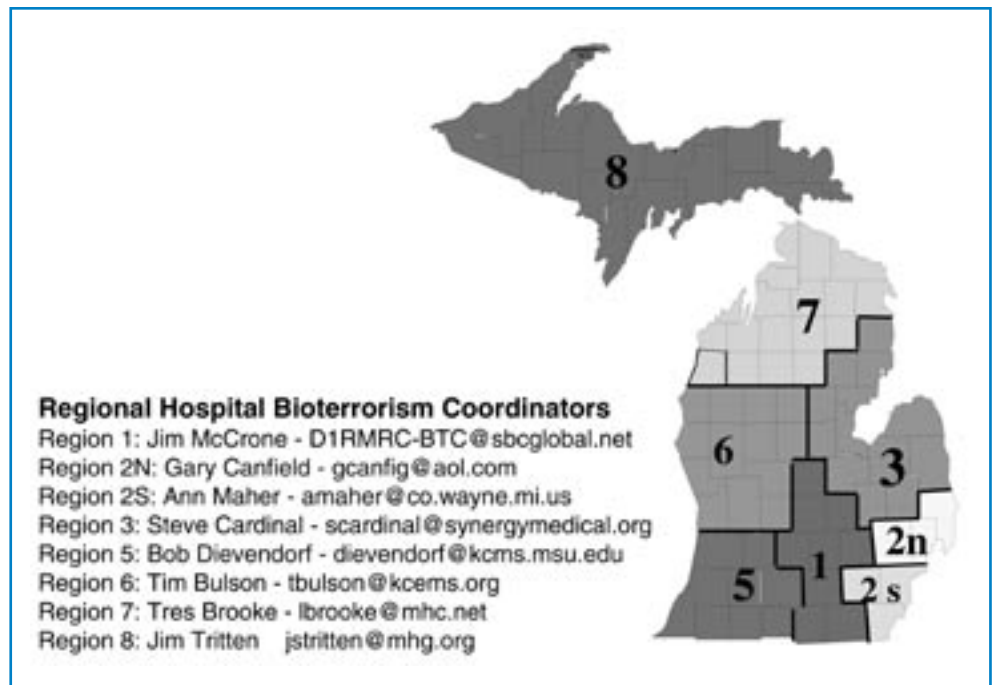 8
7
6
3
2n
1
5
2 s
Regional Hospital Bioterrorism Coordinators
Region 1: Jim McCrone - D1RMRC-BTC@sbcglobal.net
Region 2N: Gary Canfield - gcanfig@aol.com
Region 2S: Ann Maher - amaher@co.wayne.mi.us
Region 3: Steve Cardinal - scardinal@synergymedical.org
Region 5: Bob Dievendorf - dievendorf@kcms.msu.edu
Region 6: Tim Bulson - tbulson@kcems.org
Region 7: Tres Brooke - lbrooke@mhc.net
Region 8: Jim Tritten jstritten@mhg.org